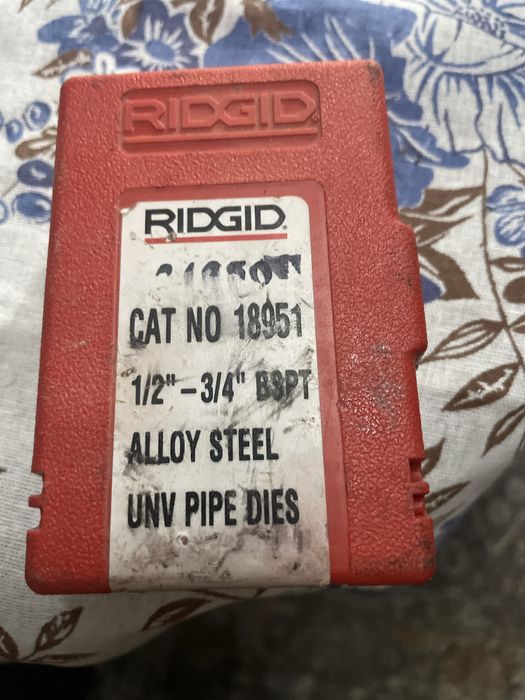 RIDGID
RIDGID
CAT NO 18951
1/2" – 3/4" BSPT
ALLOY STEEL
UNV PIPE DIES